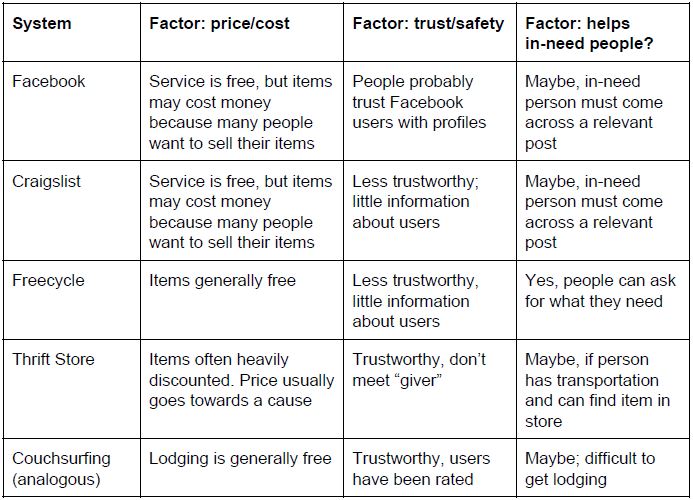 System
Factor: price/cost
Factor: trust/safety
Factor: helps
in-need people?
Facebook
Service is free, but items
may cost money
because many people
want to sell their items
People probably
trust Facebook
users with profiles
Maybe, in-need
person must come
across a relevant
post
Craigslist
Service is free, but items
may cost money
because many people
want to sell their items
Less trustworthy;
little information
about users
Maybe, in-need
person must come
across a relevant
post
Freecycle
Items generally free
Less trustworthy,
little information
about users
Yes, people can ask
for what they need
Thrift Store
Items often heavily
discounted. Price usually
goes towards a cause
Trustworthy, don’t
meet “giver”
Maybe, if person
has transportation
and can find item in
store
Couchsurfing
(analogous)
Lodging is generally free
Trustworthy, users
have been rated
Maybe; difficult to
get lodging